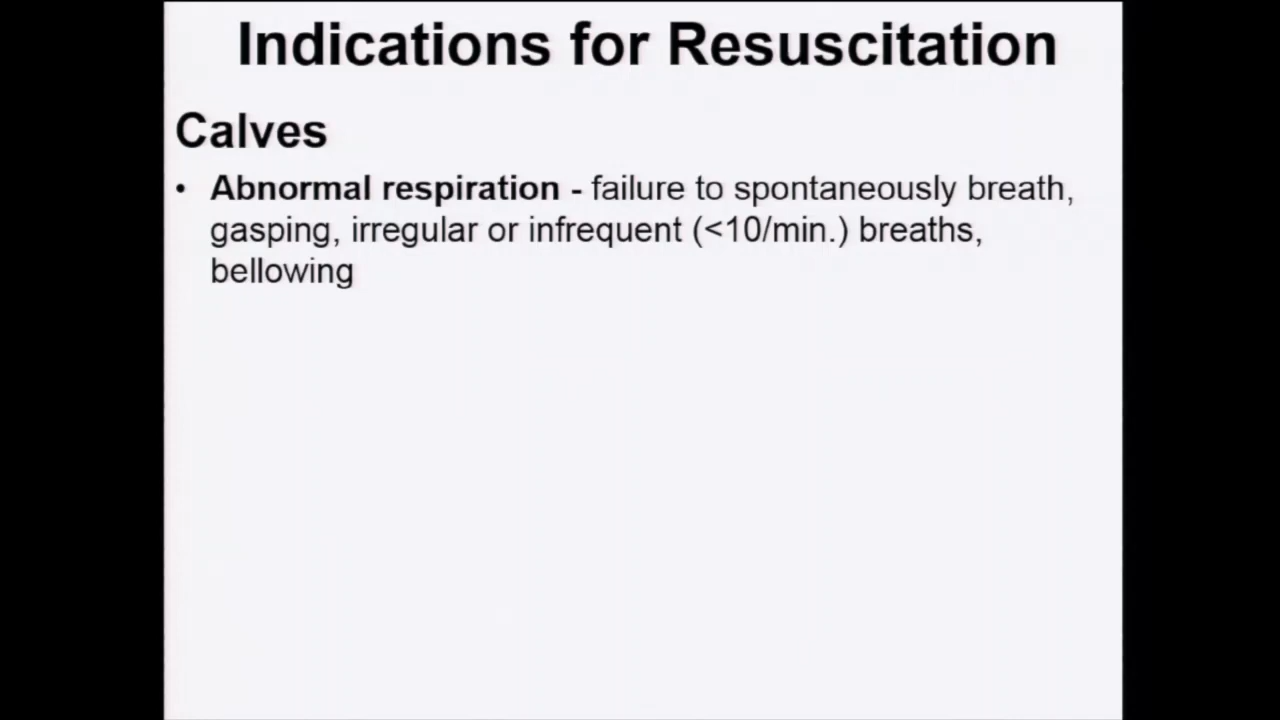 Indications for Resuscitation
Calves
• Abnormal respiration - failure to spontaneously breath,
gasping, irregular or infrequent (<10/min.) breaths,
bellowing